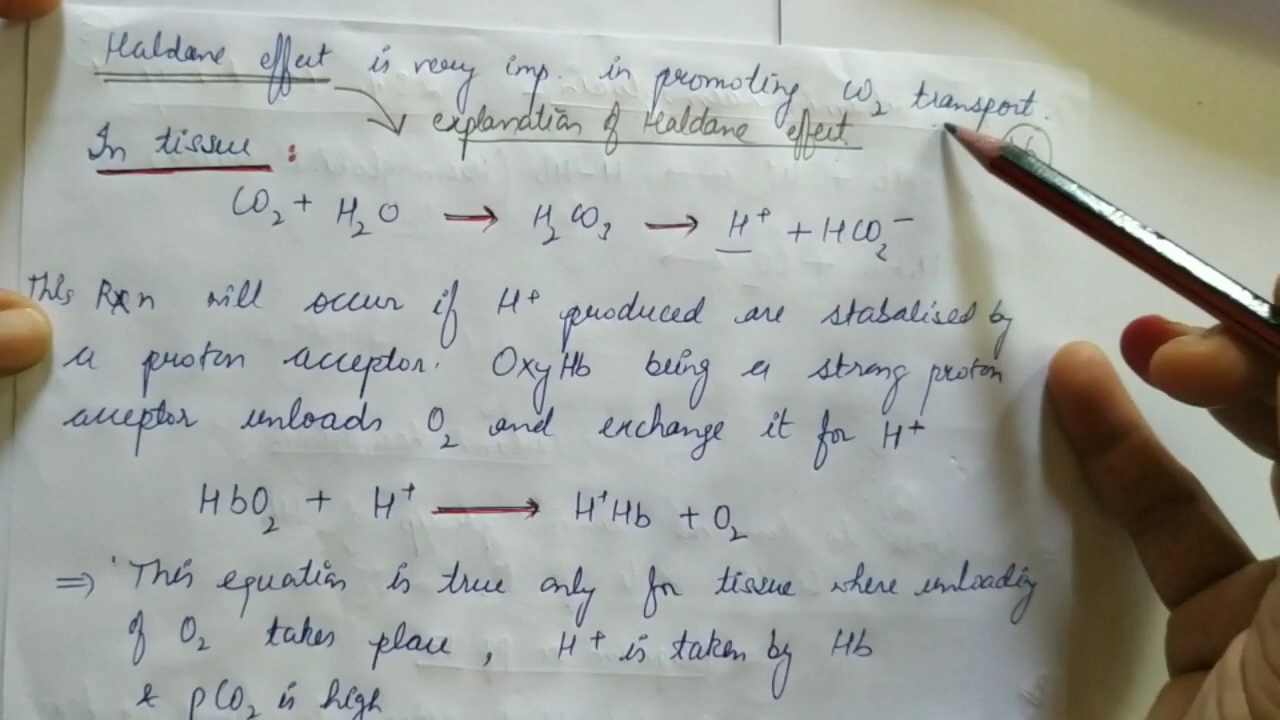 Haldane effect is very imp. in promoting CO2 transport.
explanation of Haldane effect
In tissue :
CO2 + H2O → H2CO3 → H+ + HCO2−
This Rxn will occur if H+ produced are stabalised by
a proton acceptor. OxyHb being a strong proton
acceptor unloads O2 and exchange it for H+
HbO2 + H+ → H+Hb + O2
⇒ This equation is true only for tissue where unloading
of O2 takes place, H+ is taken by Hb
& pCO2 is high